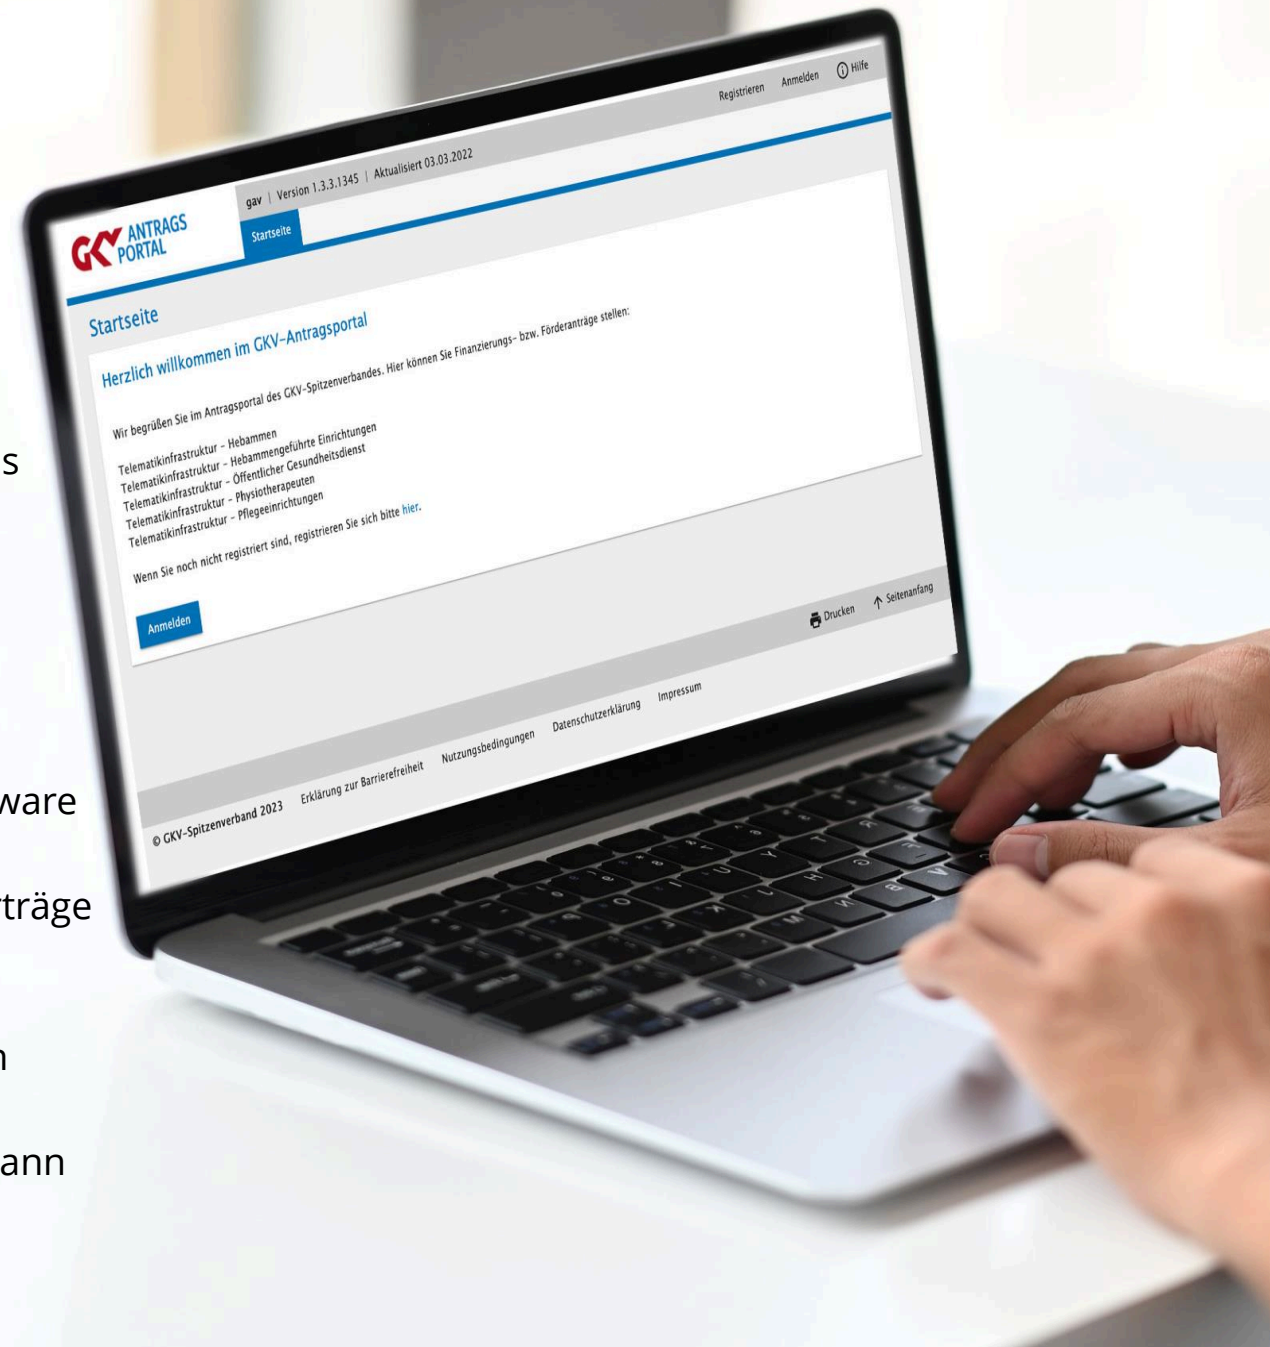 Registrieren Anmelden Hilfe
gav | Version 1.3.3.1345 | Aktualisiert 03.03.2022
GKV ANTRAGS
PORTAL
Startseite
Startseite
Herzlich willkommen im GKV-Antragsportal
Wir begrüßen Sie im Antragsportal des GKV-Spitzenverbandes. Hier können Sie Finanzierungs- bzw. Förderanträge stellen:
Telematikinfrastruktur - Hebammen
Telematikinfrastruktur - Hebammengeführte Einrichtungen
Telematikinfrastruktur - Öffentlicher Gesundheitsdienst
Telematikinfrastruktur - Physiotherapeuten
Telematikinfrastruktur - Pflegeeinrichtungen
Wenn Sie noch nicht registriert sind, registrieren Sie sich bitte hier.
Anmelden
Drucken Seitenanfang
© GKV-Spitzenverband 2023 Erklärung zur Barrierefreiheit Nutzungsbedingungen Datenschutzerklärung Impressum
s
ware
träge
n
ann